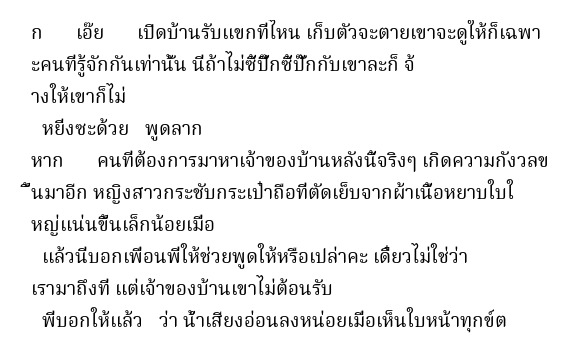 ก      เอ๊ย      เปิดบ้านรับแขกที่ไหน เก็บตัวจะตายเขาจะดูให้ก็เฉพา
ะคนที่รู้จักกันเท่านั้น นี่ถ้าไม่ซี้ปึ้กซี้ปั้กกับเขาละก็ จ้
างให้เขาก็ไม่
หยิ่งซะด้วย   พูดลาก
หาก      คนที่ต้องการมาหาเจ้าของบ้านหลังนี้จริงๆ เกิดความกังวลข
ึ้นมาอีก หญิงสาวกระชับกระเป๋าถือที่ตัดเย็บจากผ้าเนื้อหยาบใบใ
หญ่แน่นขึ้นเล็กน้อยเมื่อ
แล้วนี่บอกเพื่อนพี่ให้ช่วยพูดให้หรือเปล่าคะ เดี๋ยวไม่ใช่ว่า
เรามาถึงที่ แต่เจ้าของบ้านเขาไม่ต้อนรับ
พี่บอกให้แล้ว   ว่า น้ำเสียงอ่อนลงหน่อยเมื่อเห็นใบหน้าทุกข์ต